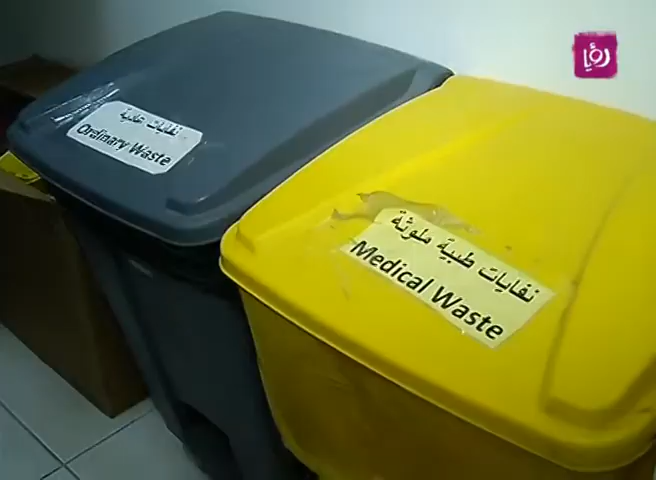 نفايات عادية
Ordinary Waste
نفايات طبية ملوثة
Medical Waste
رؤيا